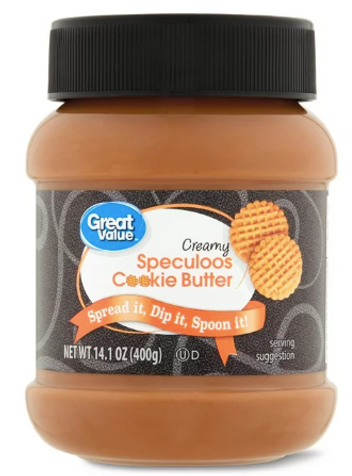 Great
Value
Creamy
Speculoos
Cookie Butter
Spread it, Dip it, Spoon it!
NET WT 14.1 OZ (400g)
U D
serving
suggestion